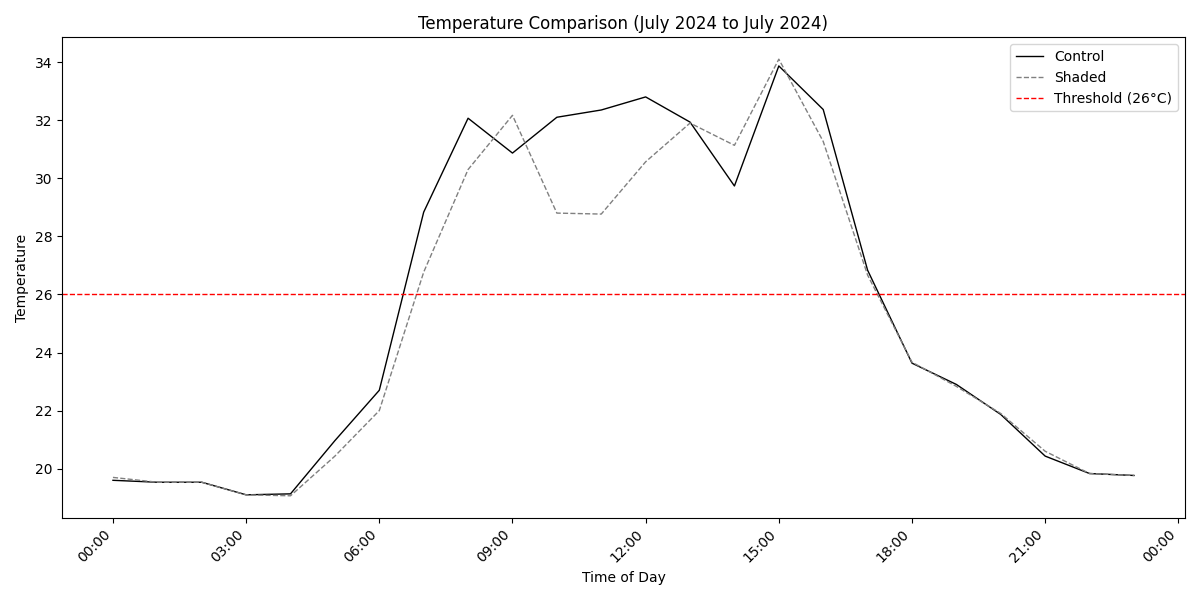 Temperature Comparison (July 2024 to July 2024)
Control
Shaded
Threshold (26°C)
Temperature
34
32
30
28
26
24
22
20
00:00
03:00
06:00
09:00
12:00
15:00
18:00
21:00
00:00
Time of Day